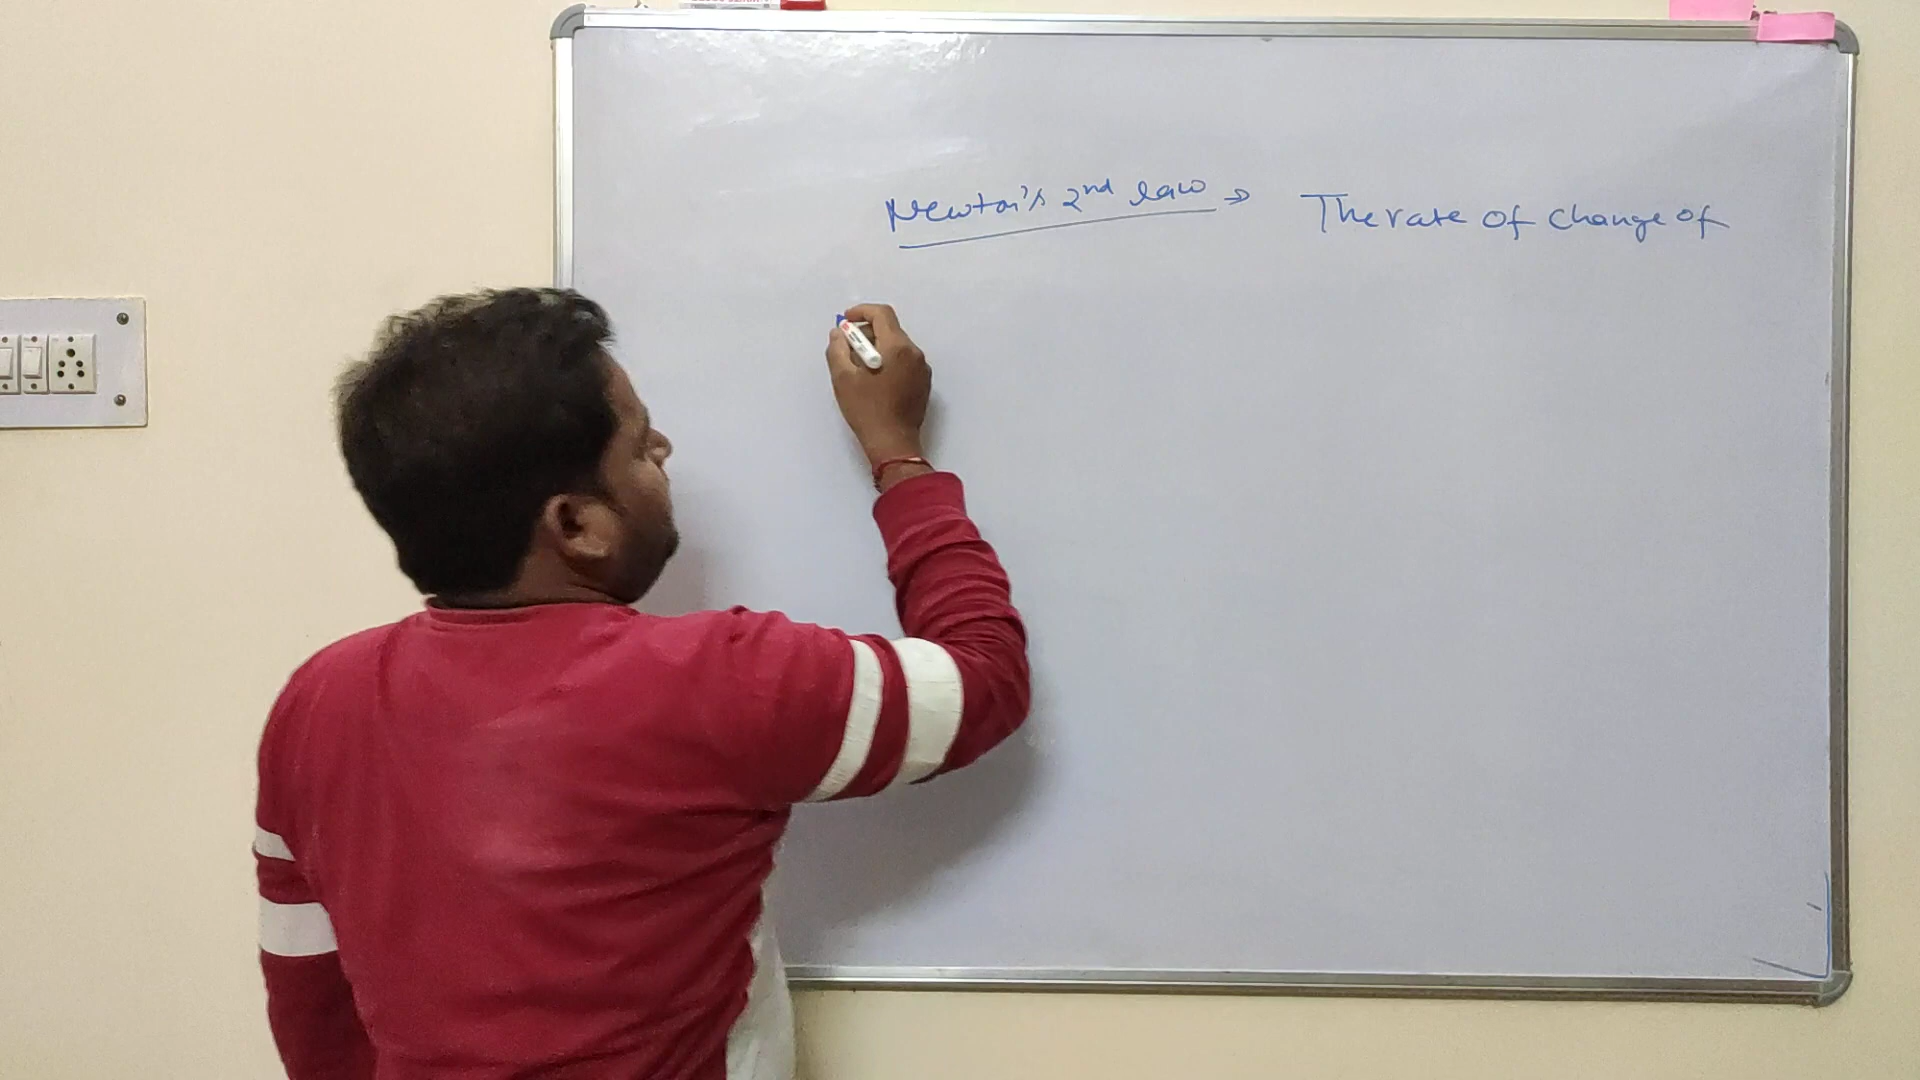 Newton's 2nd law → The rate of change of